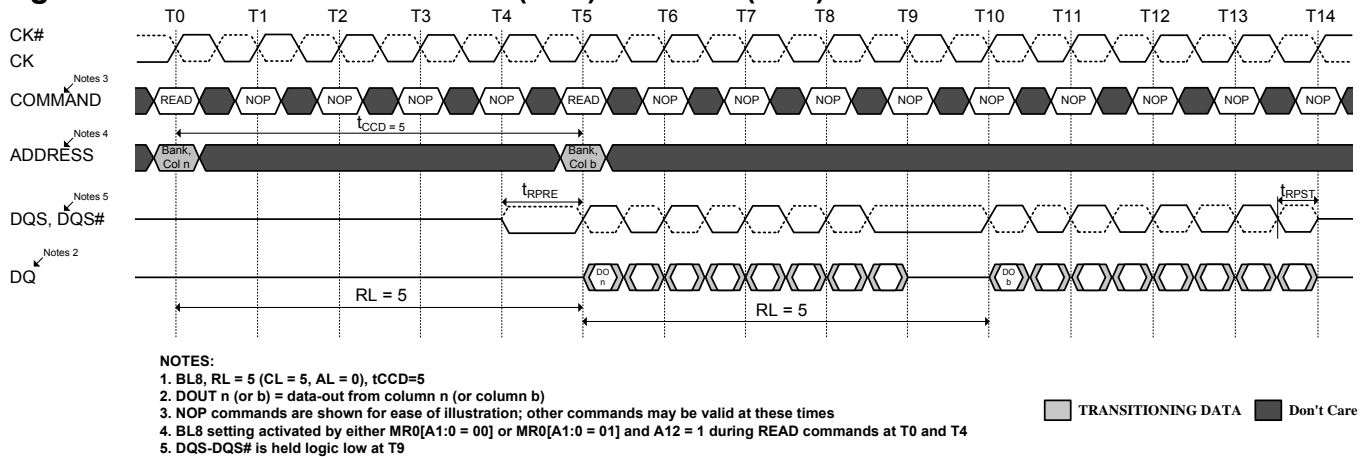 T0 T1 T2 T3 T4 T5 T6 T7 T8 T9 T10 T11 T12 T13 T14
CK#
CK
Notes 3
COMMAND
READ NOP NOP NOP NOP READ NOP NOP NOP NOP NOP NOP NOP NOP NOP
tCCD = 5
Notes 4
ADDRESS
Bank, Col n
Bank, Col b
tRPRE
tRPST
Notes 5
DQS, DQS#
Notes 2
DQ
DO n
DO b
RL = 5
RL = 5
NOTES:
1. BL8, RL = 5 (CL = 5, AL = 0), tCCD=5
2. DOUT n (or b) = data-out from column n (or column b)
3. NOP commands are shown for ease of illustration; other commands may be valid at these times
4. BL8 setting activated by either MR0[A1:0 = 00] or MR0[A1:0 = 01] and A12 = 1 during READ commands at T0 and T4
5. DQS-DQS# is held logic low at T9
TRANSITIONING DATA
Don't Care